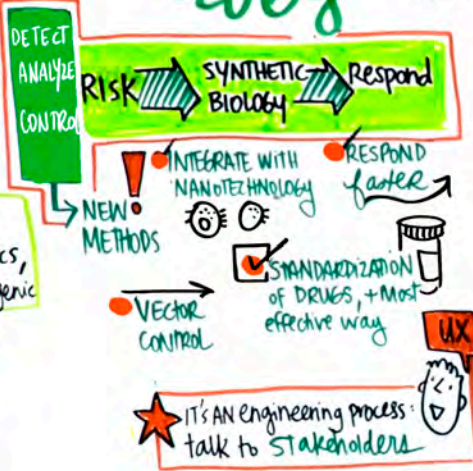 DETECT
ANALYZE
CONTROL
RISK
SYNTHETIC
BIOLOGY
Respond
NEW
METHODS
INTEGRATE WITH
NANOTECHNOLOGY
RESPOND
faster
VECTOR
CONTROL
STANDARDIZATION
of DRUGS, + Most
effective way
UX
IT'S AN engineering process:
talk to STAKEHOLDERS